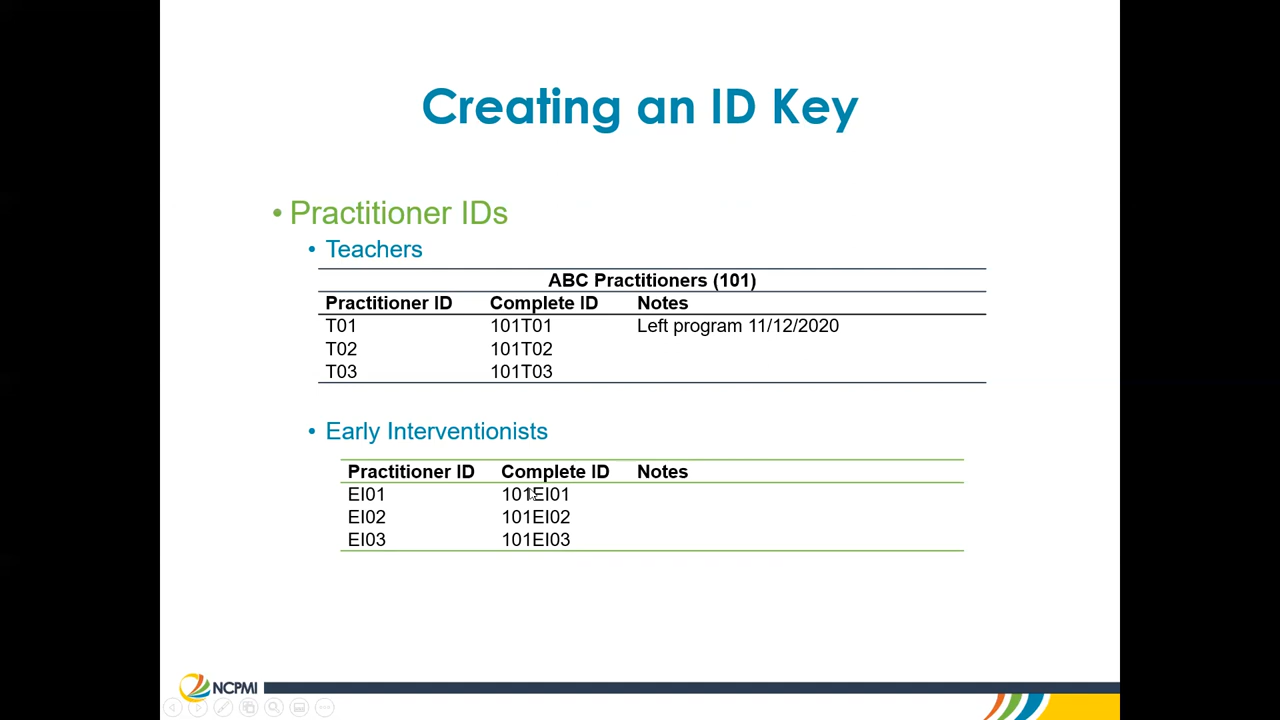 Creating an ID Key
• Practitioner IDs
• Teachers
ABC Practitioners (101)
Practitioner ID Complete ID Notes
T01 101T01 Left program 11/12/2020
T02 101T02
T03 101T03
• Early Interventionists
Practitioner ID Complete ID Notes
EI01 101EI01
EI02 101EI02
EI03 101EI03
NCPMI